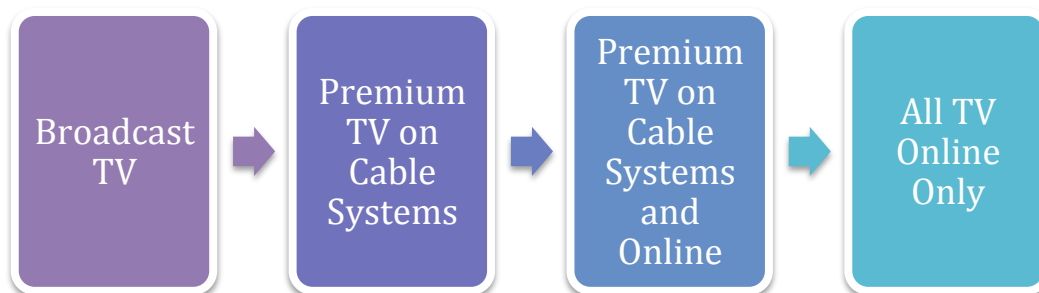 Broadcast
TV
Premium
TV on
Cable
Systems
Premium
TV on
Cable
Systems
and
Online
All TV
Online
Only